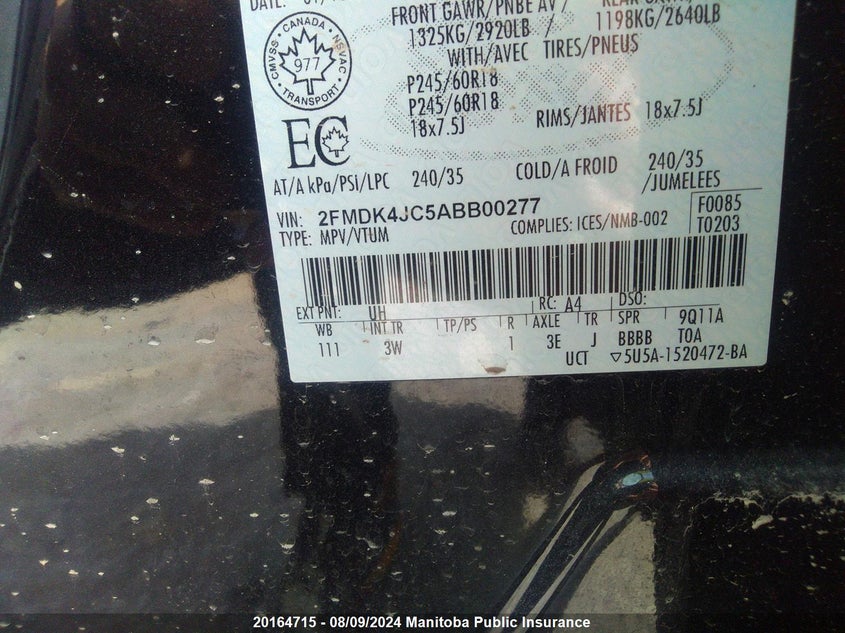 DATE: 01/
FRONT GAWR/PNBE AV /
1325KG/2920LB /
1198KG/2640LB
WITH/AVEC TIRES/PNEUS
CANADA
CMVSS NSVAC
977
TRANSPORT
P245/60R18
P245/60R18
18x7.5J RIMS/JANTES 18x7.5J
EC
AT/A kPa/PSI/LPC 240/35 COLD/A FROID 240/35
/JUMELEES
VIN: 2FMDK4JC5ABB00277
TYPE: MPV/VTUM COMPLIES: ICES/NMB-002
F0085
T0203
EXT PNT: UH RC: A4 DSO:
WB INT TR TP/PS R AXLE TR SPR 9Q11A
111 3W 1 3E J BBBB TOA
UCT ▽5U5A-1520472-BA
20164715 - 08/09/2024 Manitoba Public Insurance